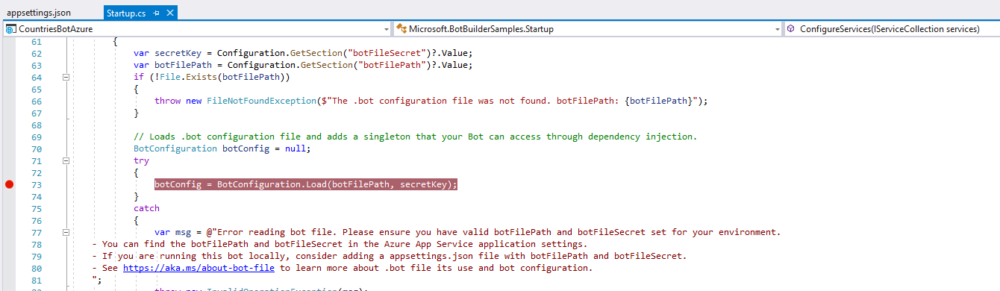 appsettings.json
Startup.cs
CountriesBotAzure
Microsoft.BotBuilderSamples.Startup
ConfigureServices(IServiceCollection services)
61 {
62 var secretKey = Configuration.GetSection("botFileSecret")?.Value;
63 var botFilePath = Configuration.GetSection("botFilePath")?.Value;
64 if (!File.Exists(botFilePath))
65 {
66 throw new FileNotFoundException($"The .bot configuration file was not found. botFilePath: {botFilePath}");
67 }
68
69 // Loads .bot configuration file and adds a singleton that your Bot can access through dependency injection.
70 BotConfiguration botConfig = null;
71 try
72 {
73 botConfig = BotConfiguration.Load(botFilePath, secretKey);
74 }
75 catch
76 {
77 var msg = @"Error reading bot file. Please ensure you have valid botFilePath and botFileSecret set for your environment.
78 - You can find the botFilePath and botFileSecret in the Azure App Service application settings.
79 - If you are running this bot locally, consider adding a appsettings.json file with botFilePath and botFileSecret.
80 - See https://aka.ms/about-bot-file to learn more about .bot file its use and bot configuration.
81 ";
throw new InvalidOperationException(msg);